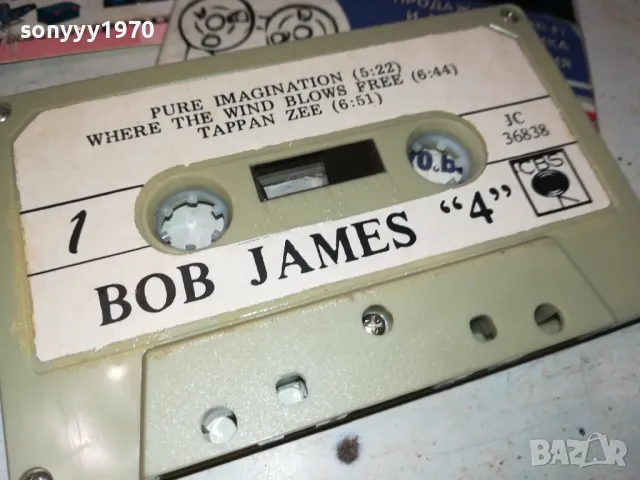 sonyyy1970
ПРОДАЖ
PURE IMAGINATION (5:22)
WHERE THE WIND BLOWS FREE (6:44)
TAPPAN ZEE (6:51)
JC
36838
Ю.Б.
CBS
1
BOB JAMES "4"
BAZAR